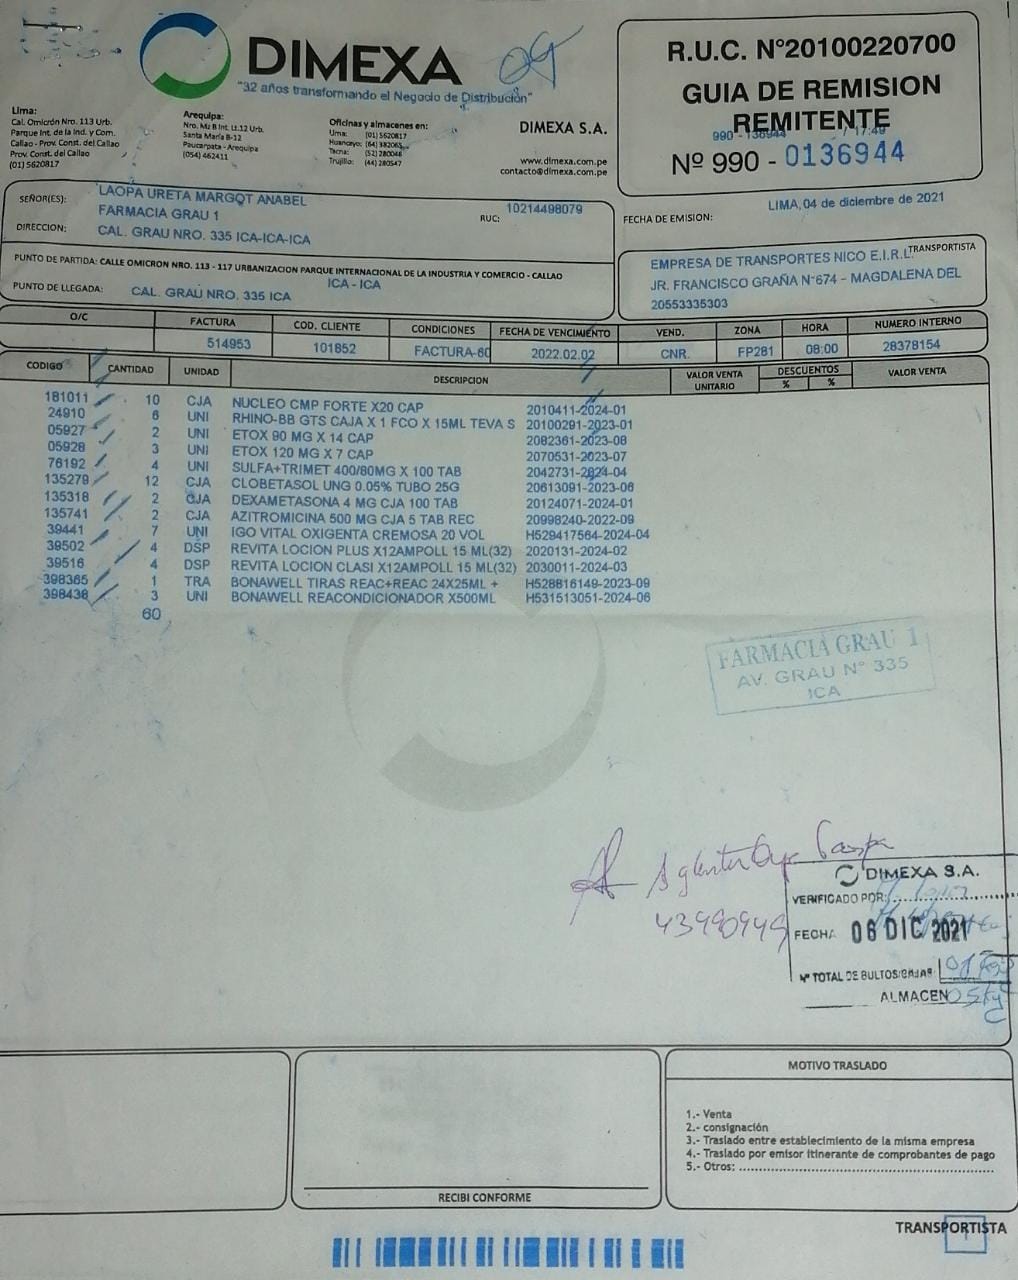 DIMEXA
"32 años transformando el Negocio de Distribución"
Lima:
Cal. Omicrón Nro. 113 Urb.
Parque Int. de la Ind. y Com.
Callao - Prov. Const. del Callao
Prov. Const. del Callao
(01) 5620817
Arequipa:
Nro. Mz B Int. Lt.12 Urb.
Santa María B-12
Paucarpata - Arequipa
(054) 462411
Oficinas y almacenes en:
Lima: (01) 5620817
Huancayo: (64) 382065
Tacna: (52) 280046
Trujillo: (44) 280547
DIMEXA S.A.
www.dimexa.com.pe
contacto@dimexa.com.pe
R.U.C. N°20100220700
GUIA DE REMISION
REMITENTE
990 - 136944 / 17:49
Nº 990 - 0136944
SEÑOR(ES): LAOPA URETA MARGOT ANABEL
FARMACIA GRAU 1
RUC: 10214498079
DIRECCION: CAL. GRAU NRO. 335 ICA-ICA-ICA
FECHA DE EMISION: LIMA, 04 de diciembre de 2021
PUNTO DE PARTIDA: CALLE OMICRON NRO. 113 - 117 URBANIZACION PARQUE INTERNACIONAL DE LA INDUSTRIA Y COMERCIO - CALLAO
ICA - ICA
PUNTO DE LLEGADA: CAL. GRAU NRO. 335 ICA
TRANSPORTISTA
EMPRESA DE TRANSPORTES NICO E.I.R.L.
JR. FRANCISCO GRAÑA N°674 - MAGDALENA DEL
20553335303
O/C FACTURA COD. CLIENTE CONDICIONES FECHA DE VENCIMIENTO VEND. ZONA HORA NUMERO INTERNO
514953 101852 FACTURA-60 2022.02.02 CNR. FP281 08:00 28378154
CODIGO CANTIDAD UNIDAD DESCRIPCION VALOR VENTA UNITARIO DESCUENTOS % % VALOR VENTA
181011 10 CJA NUCLEO CMP FORTE X20 CAP 2010411-2024-01
24910 6 UNI RHINO-BB GTS CAJA X 1 FCO X 15ML TEVA S 20100291-2023-01
05927 2 UNI ETOX 90 MG X 14 CAP 2082361-2023-08
05928 3 UNI ETOX 120 MG X 7 CAP 2070531-2023-07
76192 4 UNI SULFA+TRIMET 400/80MG X 100 TAB 2042731-2024-04
135279 12 CJA CLOBETASOL UNG 0.05% TUBO 25G 20613091-2023-06
135318 2 CJA DEXAMETASONA 4 MG CJA 100 TAB 20124071-2024-01
135741 2 CJA AZITROMICINA 500 MG CJA 5 TAB REC 20998240-2022-09
39441 7 UNI IGO VITAL OXIGENTA CREMOSA 20 VOL H529417564-2024-04
39502 4 DSP REVITA LOCION PLUS X12AMPOLL 15 ML(32) 2020131-2024-02
39516 4 DSP REVITA LOCION CLASI X12AMPOLL 15 ML(32) 2030011-2024-03
398365 1 TRA BONAWELL TIRAS REAC+REAC 24X25ML + H528816149-2023-09
398438 3 UNI BONAWELL REACONDICIONADOR X500ML H531513051-2024-06
60
FARMACIA GRAU 1
AV. GRAU N° 335
ICA
43990949
DIMEXA S.A.
VERIFICADO POR:
FECHA 06 DIC 2021
Nº TOTAL DE BULTOS/CAJAS
ALMACEN
MOTIVO TRASLADO
1.- Venta
2.- consignación
3.- Traslado entre establecimiento de la misma empresa
4.- Traslado por emisor itinerante de comprobantes de pago
5.- Otros:
RECIBI CONFORME
TRANSPORTISTA
1